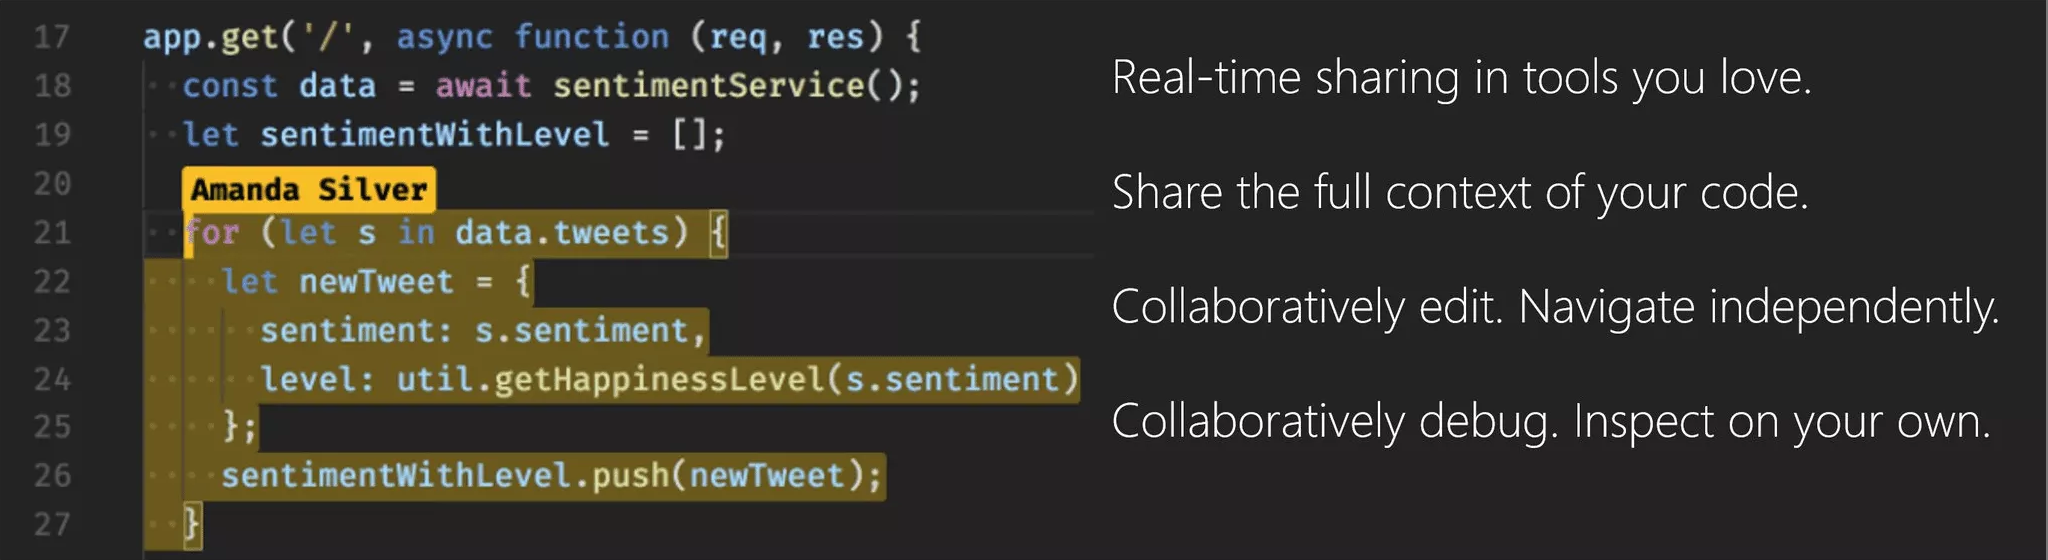 17 app.get('/', async function (req, res) {
18 const data = await sentimentService();
19 let sentimentWithLevel = [];
20 Amanda Silver
21 for (let s in data.tweets) {
22 let newTweet = {
23 sentiment: s.sentiment,
24 level: util.getHappinessLevel(s.sentiment)
25 };
26 sentimentWithLevel.push(newTweet);
27 }
Real-time sharing in tools you love.
Share the full context of your code.
Collaboratively edit. Navigate independently.
Collaboratively debug. Inspect on your own.